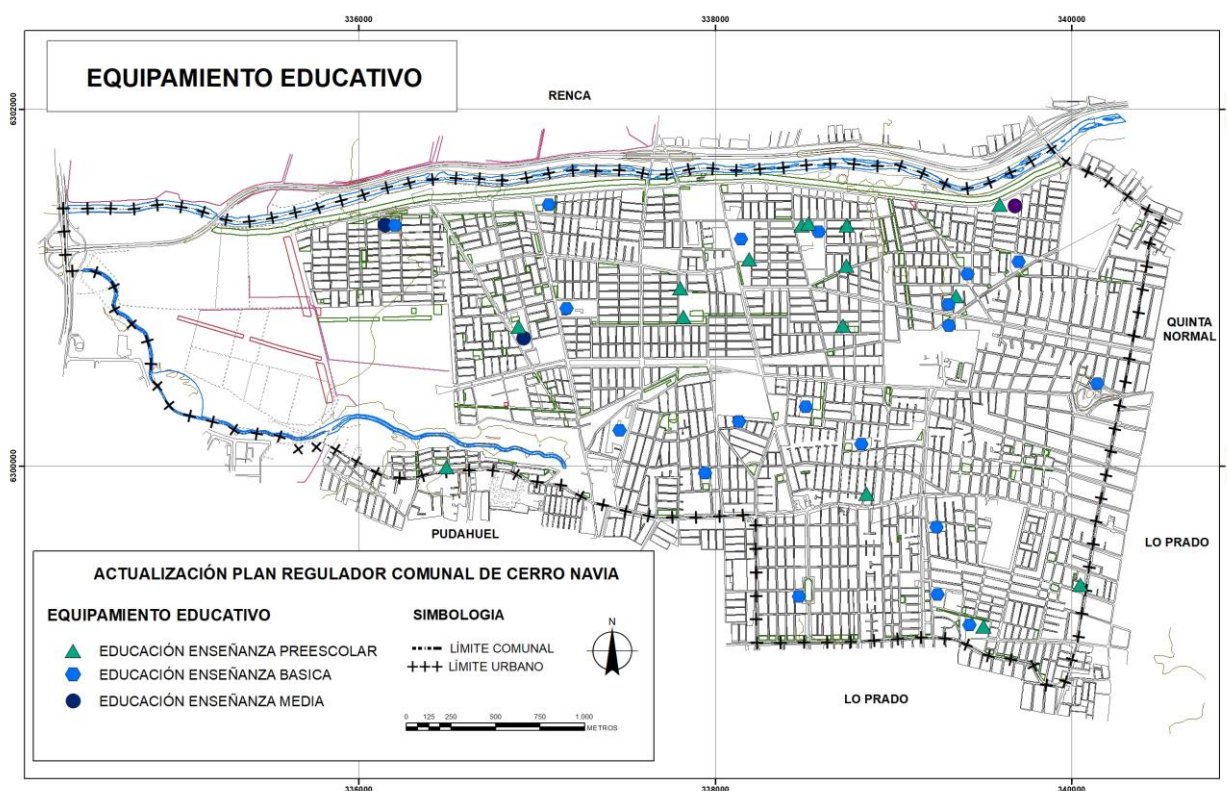 336000
338000
340000
EQUIPAMIENTO EDUCATIVO
RENCA
6302000
QUINTA
NORMAL
6300000
PUDAHUEL
LO PRADO
LO PRADO
ACTUALIZACIÓN PLAN REGULADOR COMUNAL DE CERRO NAVIA
EQUIPAMIENTO EDUCATIVO
EDUCACIÓN ENSEÑANZA PREESCOLAR
EDUCACIÓN ENSEÑANZA BASICA
EDUCACIÓN ENSEÑANZA MEDIA
SIMBOLOGIA
LÍMITE COMUNAL
LÍMITE URBANO
N
0 125 250 500 750 1.000
METROS
336000
338000
340000